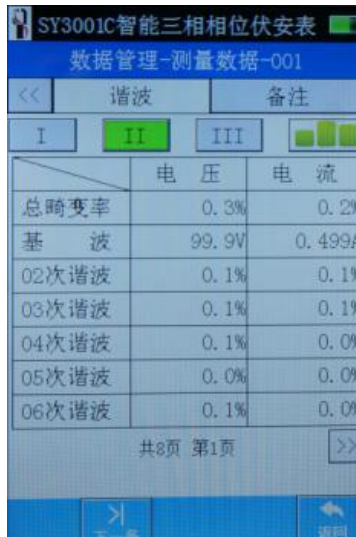 SY3001C智能三相相位伏安表
数据管理-测量数据-001
<< 谐波 备注
I II III
电 压 电 流
总畸变率 0.3% 0.2%
基 波 99.9V 0.499A
02次谐波 0.1% 0.1%
03次谐波 0.1% 0.1%
04次谐波 0.1% 0.0%
05次谐波 0.0% 0.0%
06次谐波 0.1% 0.0%
共8页 第1页 >>
下一条 返回